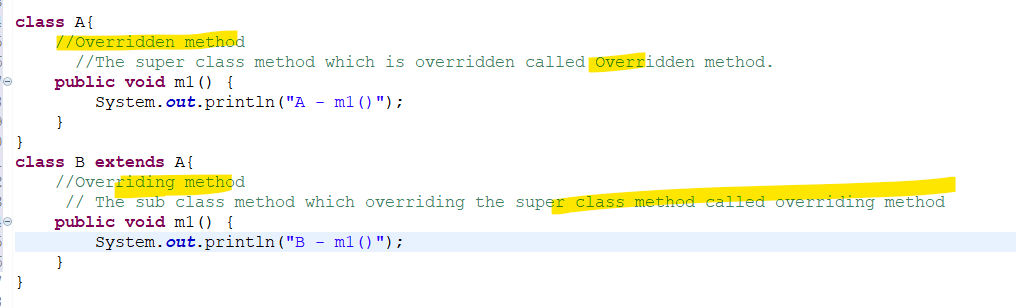 class A{
//Overridden method
//The super class method which is overridden called Overridden method.
public void m1() {
System.out.println("A - m1()");
}
}
class B extends A{
//Overriding method
// The sub class method which overriding the super class method called overriding method
public void m1() {
System.out.println("B - m1()");
}
}